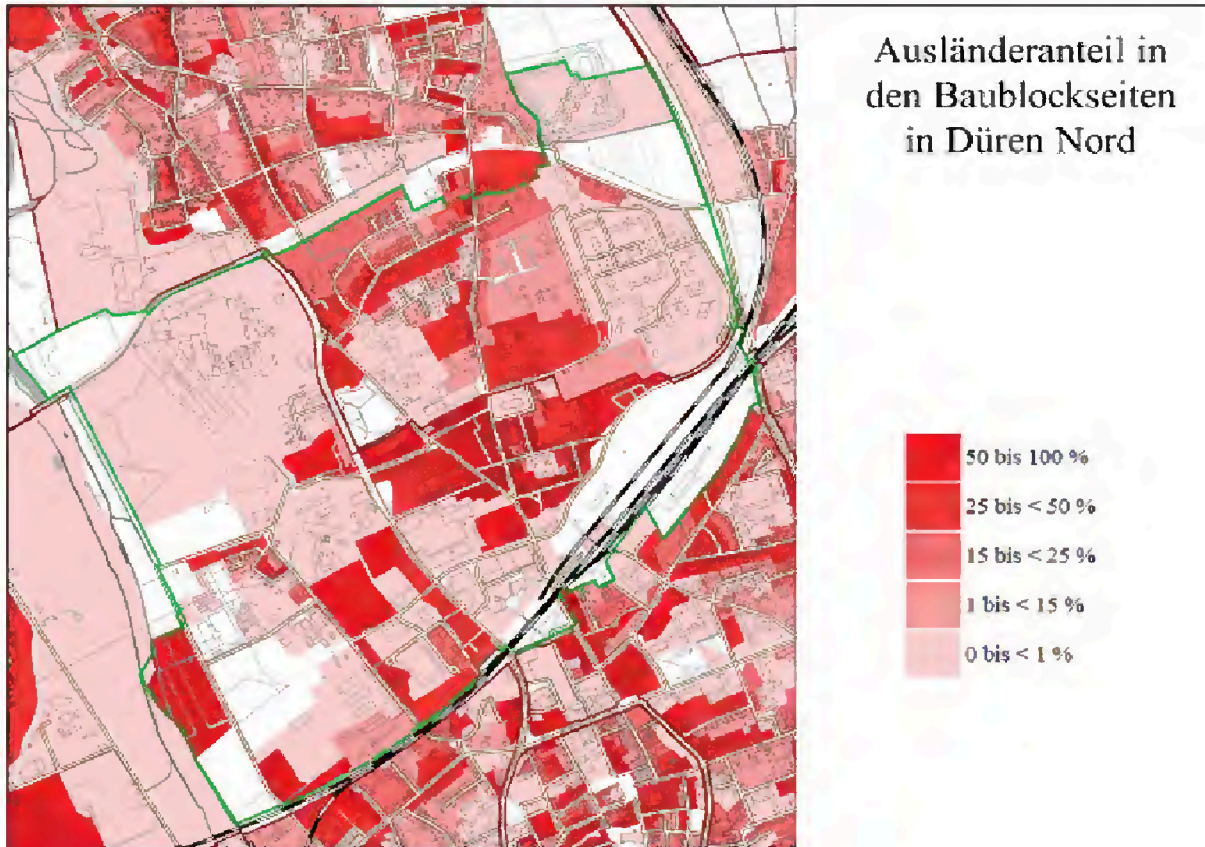 Ausländeranteil in
den Baublockseiten
in Düren Nord
50 bis 100 %
25 bis < 50 %
15 bis < 25 %
1 bis < 15 %
0 bis < 1 %